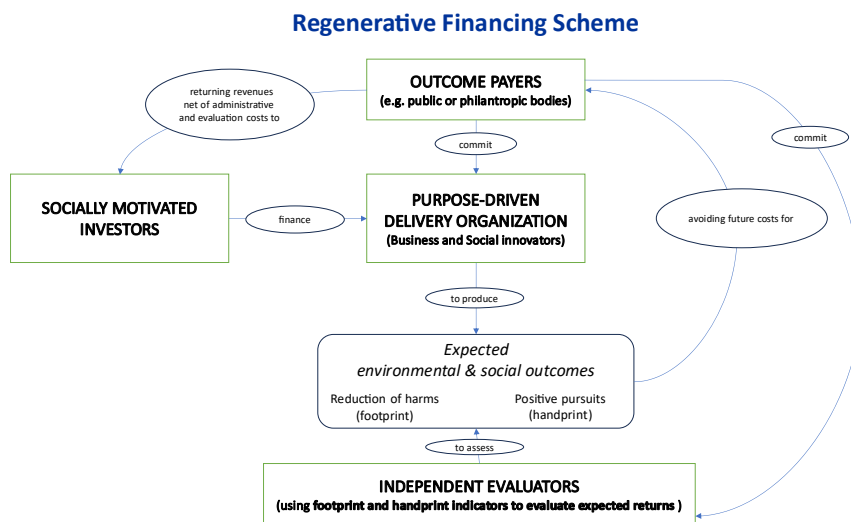 Regenerative Financing Scheme
OUTCOME PAYERS
(e.g. public or philantropic bodies)
returning revenues
net of administrative
and evaluation costs to
commit
commit
SOCIALLY MOTIVATED
INVESTORS
finance
PURPOSE-DRIVEN
DELIVERY ORGANIZATION
(Business and Social innovators)
avoiding future costs for
to produce
Expected
environmental & social outcomes
Reduction of harms
(footprint)
Positive pursuits
(handprint)
to assess
INDEPENDENT EVALUATORS
(using footprint and handprint indicators to evaluate expected returns )